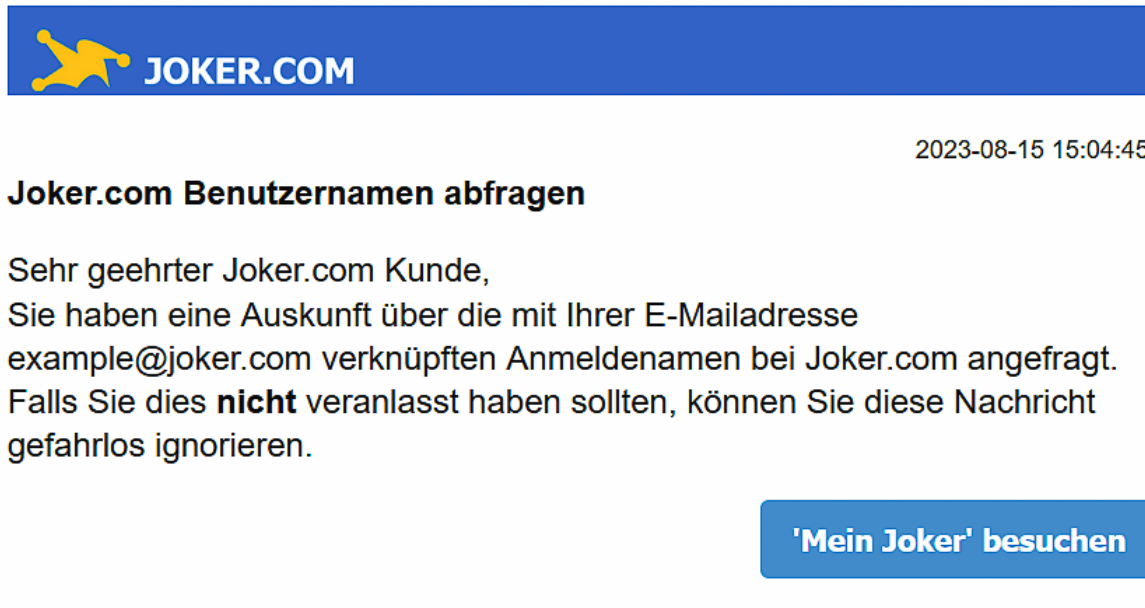 JOKER.COM
2023-08-15 15:04:45
Joker.com Benutzernamen abfragen
Sehr geehrter Joker.com Kunde,
Sie haben eine Auskunft über die mit Ihrer E-Mailadresse
example@joker.com verknüpften Anmeldenamen bei Joker.com angefragt.
Falls Sie dies nicht veranlasst haben sollten, können Sie diese Nachricht
gefahrlos ignorieren.
'Mein Joker' besuchen